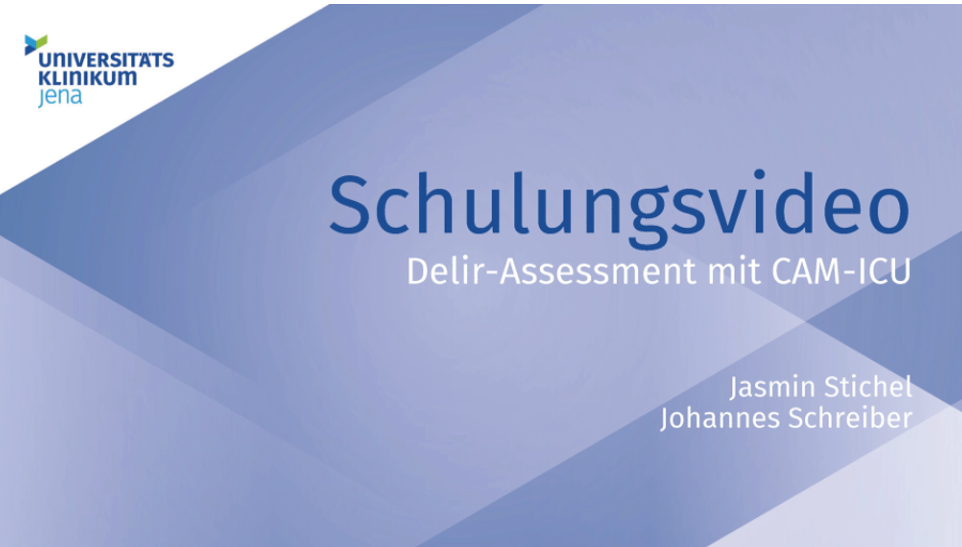 UNIVERSITÄTS
KLINIKUM
jena
Schulungsvideo
Delir-Assessment mit CAM-ICU
Jasmin Stichel
Johannes Schreiber